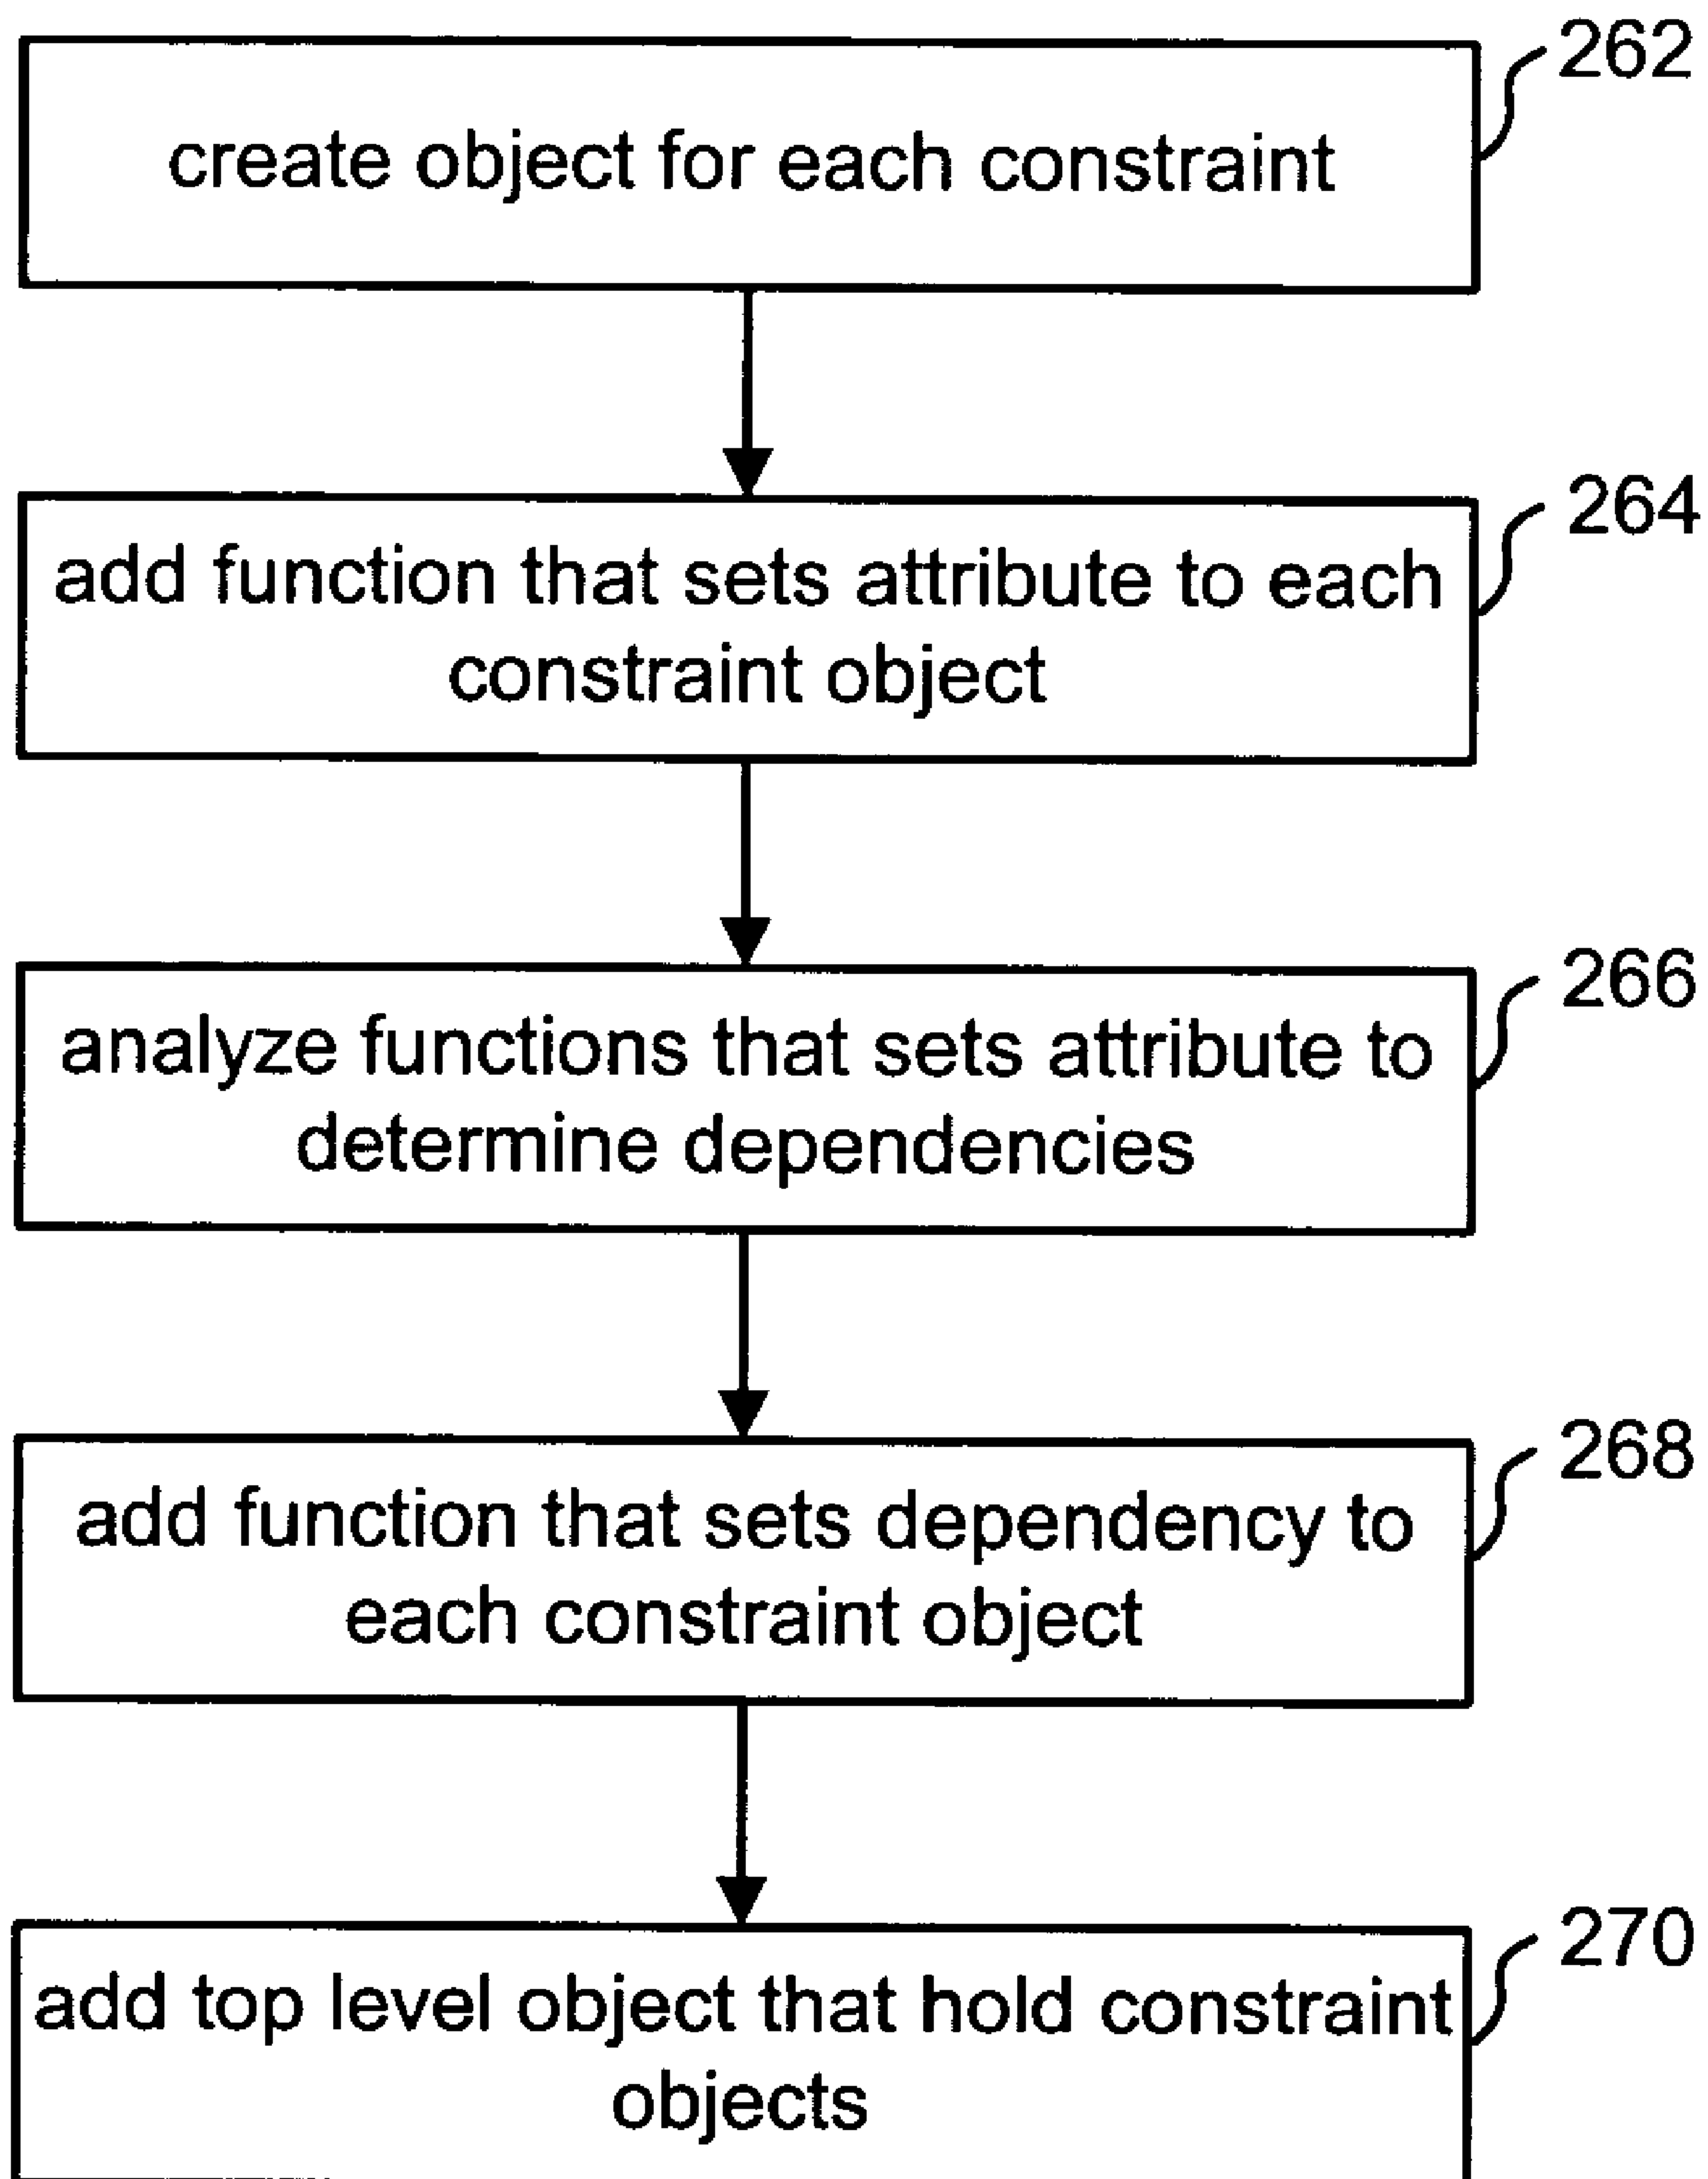 262
create object for each constraint
264
add function that sets attribute to each
constraint object
266
analyze functions that sets attribute to
determine dependencies
268
add function that sets dependency to
each constraint object
270
add top level object that hold constraint
objects